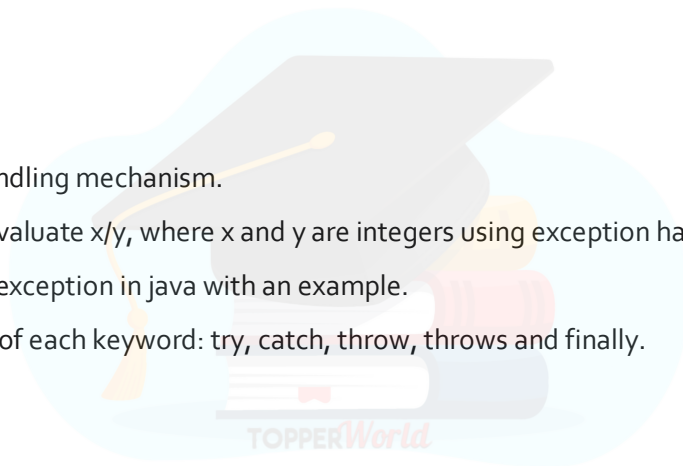 ndling mechanism.
valuate x/y, where x and y are integers using exception ha
exception in java with an example.
of each keyword: try, catch, throw, throws and finally.
TOPPERWorld